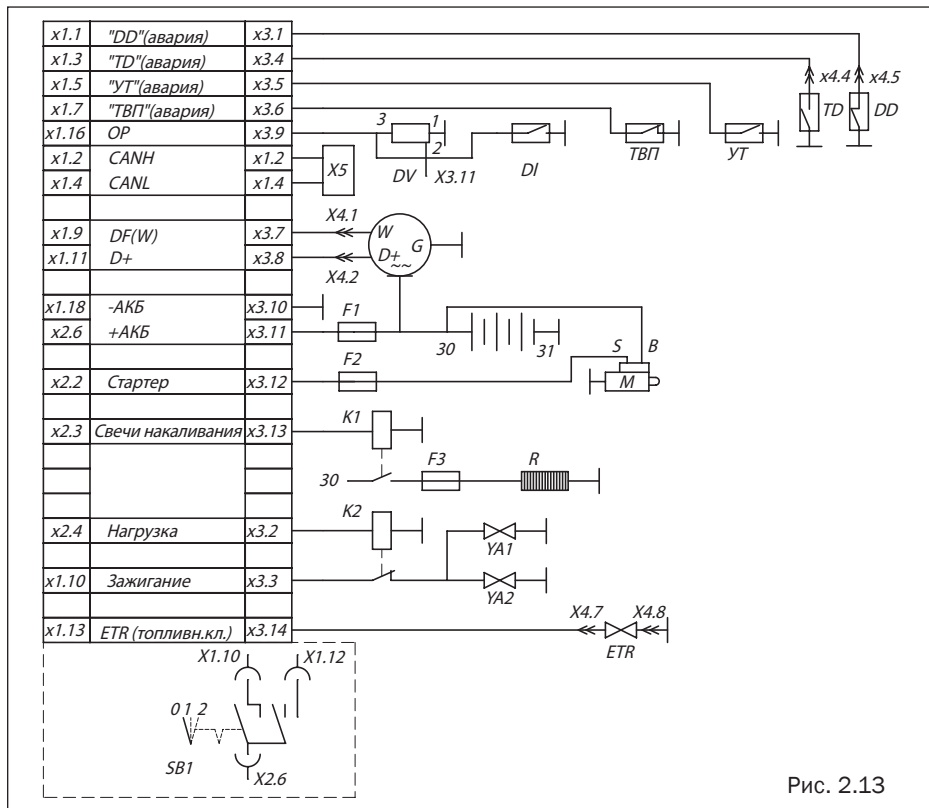 x1.1 "DD"(авария) x3.1
x1.3 "TD"(авария) x3.4
x4.4 x4.5
x1.5 "УТ"(авария) x3.5
TD DD
x1.7 "ТВП"(авария) x3.6
x1.16 OP x3.9
3 1
2
DV X3.11 DI ТВП УТ
x1.2 CANH x1.2
X5
x1.4 CANL x1.4
X4.1
x1.9 DF(W) x3.7
W
G
x1.11 D+ x3.8
D+
~~
X4.2
x1.18 -АКБ x3.10
F1
x2.6 +АКБ x3.11
30 31 S B
F2
M
x2.2 Стартер x3.12
K1
x2.3 Свечи накаливания x3.13
30 F3 R
K2
x2.4 Нагрузка x3.2
YA1
x1.10 Зажигание x3.3
YA2
X4.7 X4.8
x1.13 ETR (топливн.кл.) x3.14
ETR
X1.10 X1.12
0 1 2
SB1 X2.6
Рис. 2.13